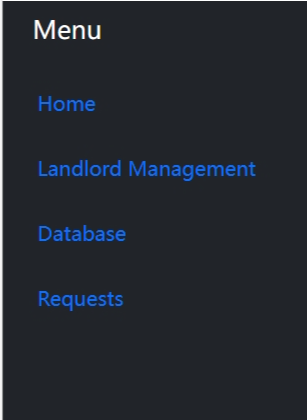 Menu
Home
Landlord Management
Database
Requests